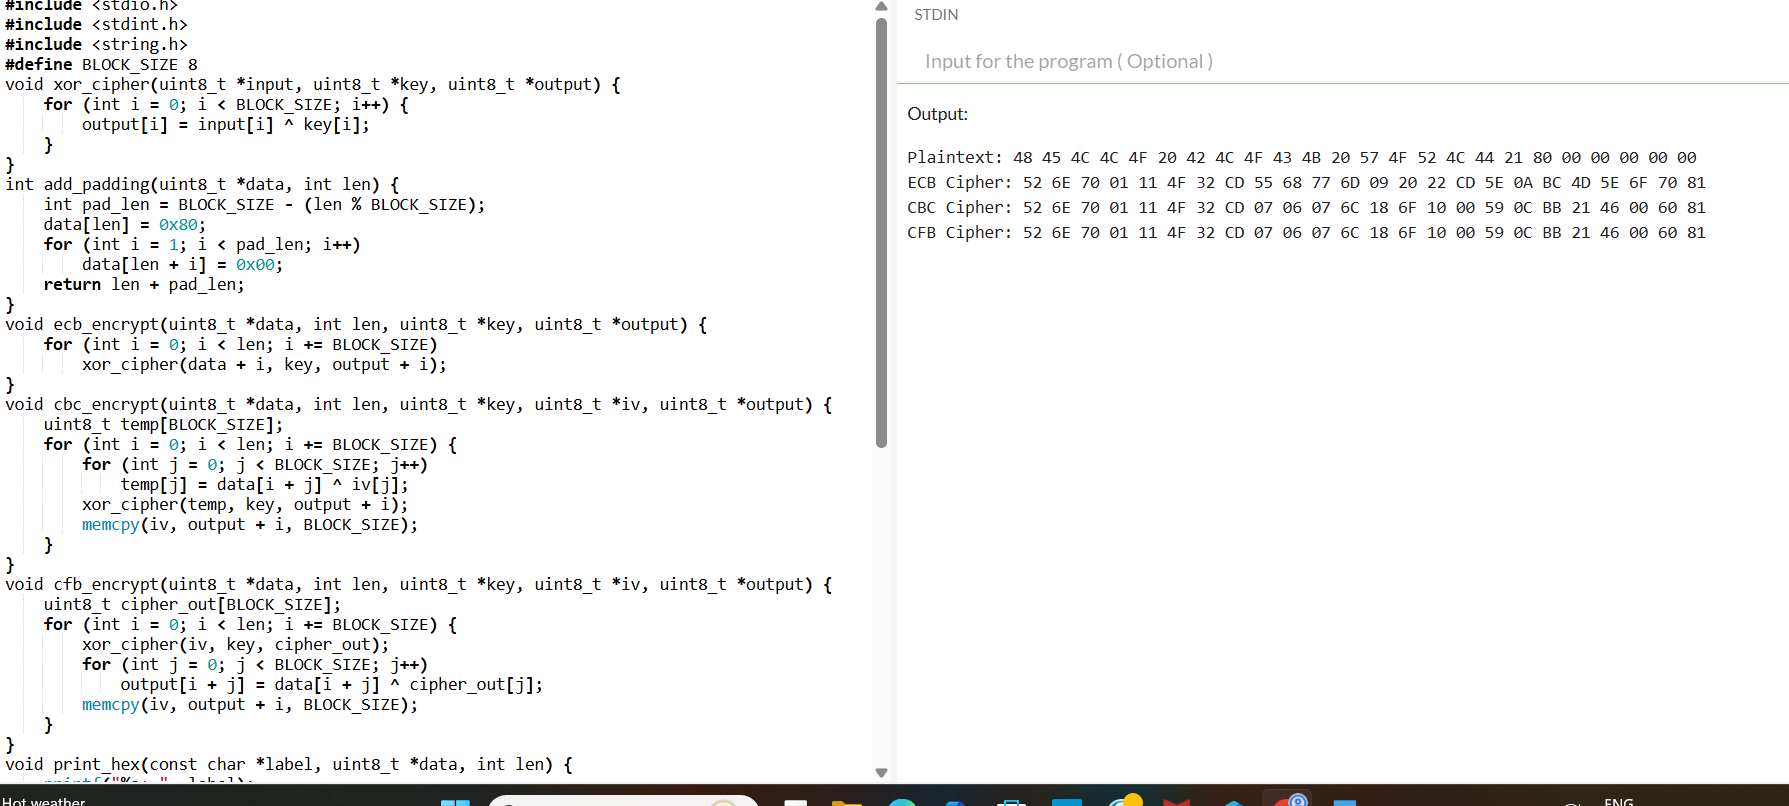 #include <stdio.h>
#include <stdint.h>
#include <string.h>
#define BLOCK_SIZE 8
void xor_cipher(uint8_t *input, uint8_t *key, uint8_t *output) {
    for (int i = 0; i < BLOCK_SIZE; i++) {
        output[i] = input[i] ^ key[i];
    }
}
int add_padding(uint8_t *data, int len) {
    int pad_len = BLOCK_SIZE - (len % BLOCK_SIZE);
    data[len] = 0x80;
    for (int i = 1; i < pad_len; i++)
        data[len + i] = 0x00;
    return len + pad_len;
}
void ecb_encrypt(uint8_t *data, int len, uint8_t *key, uint8_t *output) {
    for (int i = 0; i < len; i += BLOCK_SIZE)
        xor_cipher(data + i, key, output + i);
}
void cbc_encrypt(uint8_t *data, int len, uint8_t *key, uint8_t *iv, uint8_t *output) {
    uint8_t temp[BLOCK_SIZE];
    for (int i = 0; i < len; i += BLOCK_SIZE) {
        for (int j = 0; j < BLOCK_SIZE; j++)
            temp[j] = data[i + j] ^ iv[j];
        xor_cipher(temp, key, output + i);
        memcpy(iv, output + i, BLOCK_SIZE);
    }
}
void cfb_encrypt(uint8_t *data, int len, uint8_t *key, uint8_t *iv, uint8_t *output) {
    uint8_t cipher_out[BLOCK_SIZE];
    for (int i = 0; i < len; i += BLOCK_SIZE) {
        xor_cipher(iv, key, cipher_out);
        for (int j = 0; j < BLOCK_SIZE; j++)
            output[i + j] = data[i + j] ^ cipher_out[j];
        memcpy(iv, output + i, BLOCK_SIZE);
    }
}
void print_hex(const char *label, uint8_t *data, int len) {
STDIN
Input for the program ( Optional )
Output:
Plaintext: 48 45 4C 4C 4F 20 42 4C 4F 43 4B 20 57 4F 52 4C 44 21 80 00 00 00 00 00
ECB Cipher: 52 6E 70 01 11 4F 32 CD 55 68 77 6D 09 20 22 CD 5E 0A BC 4D 5E 6F 70 81
CBC Cipher: 52 6E 70 01 11 4F 32 CD 07 06 07 6C 18 6F 10 00 59 0C BB 21 46 00 60 81
CFB Cipher: 52 6E 70 01 11 4F 32 CD 07 06 07 6C 18 6F 10 00 59 0C BB 21 46 00 60 81
Hot weather
ENG